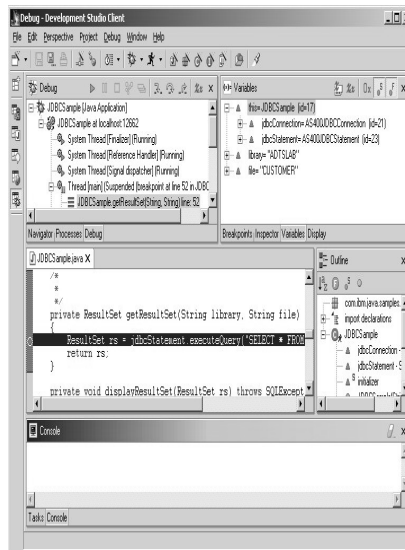 Debug - Development Studio Client
File Edit Perspective Project Debug Window Help
Debug
JDBCSample (Java Application)
JDBCSample at localhost:12662
System Thread [Finalizer] (Running)
System Thread [Reference Handler] (Running)
System Thread [Signal dispatcher] (Running)
Thread [main] (Suspended (breakpoint at line 52 in JDBC
JDBCSample.getResultSet(String, String) line: 52
Navigator Processes Debug
Variables
this= JDBCSample (id=17)
jdbcConnection= AS400JDBCConnection (id=21)
jdbcStatement= AS400JDBCStatement (id=23)
library= "ADTSLAB"
file= "CUSTOMER"
Breakpoints Inspector Variables Display
JDBCSample.java X
/*
*
*/
private ResultSet getResultSet(String library, String file)
{
ResultSet rs = jdbcStatement.executeQuery("SELECT * FROM
return rs;
}
private void displayResultSet(ResultSet rs) throws SQLExcept
Outline
com.ibm.java.samples.
import declarations
JDBCSample
jdbcConnection -
jdbcStatement - S
initializer
Console
Tasks Console